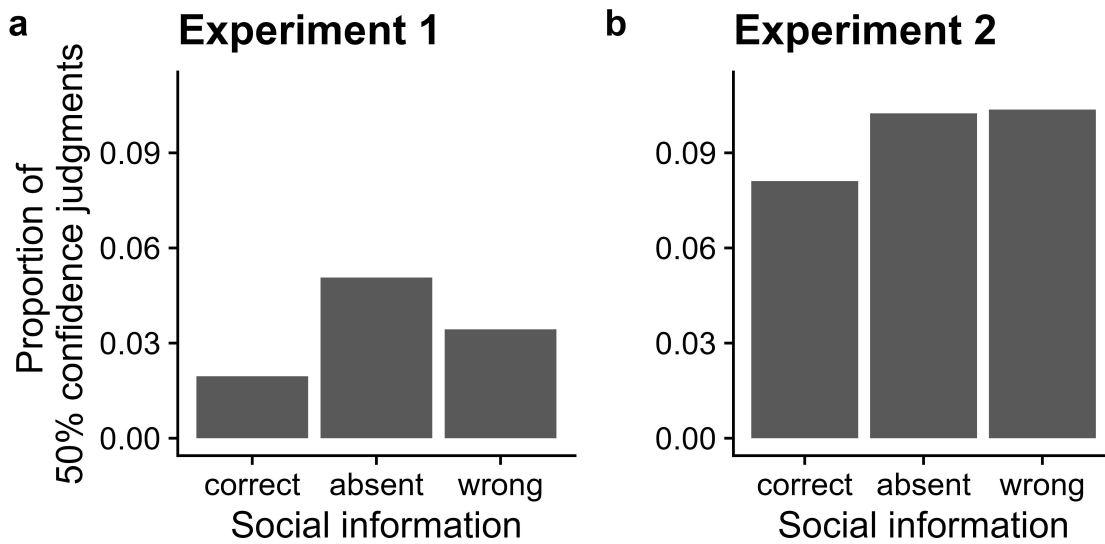 a
Experiment 1
Proportion of
50% confidence judgments
0.09
0.06
0.03
0.00
correct absent wrong
Social information
b
Experiment 2
0.09
0.06
0.03
0.00
correct absent wrong
Social information